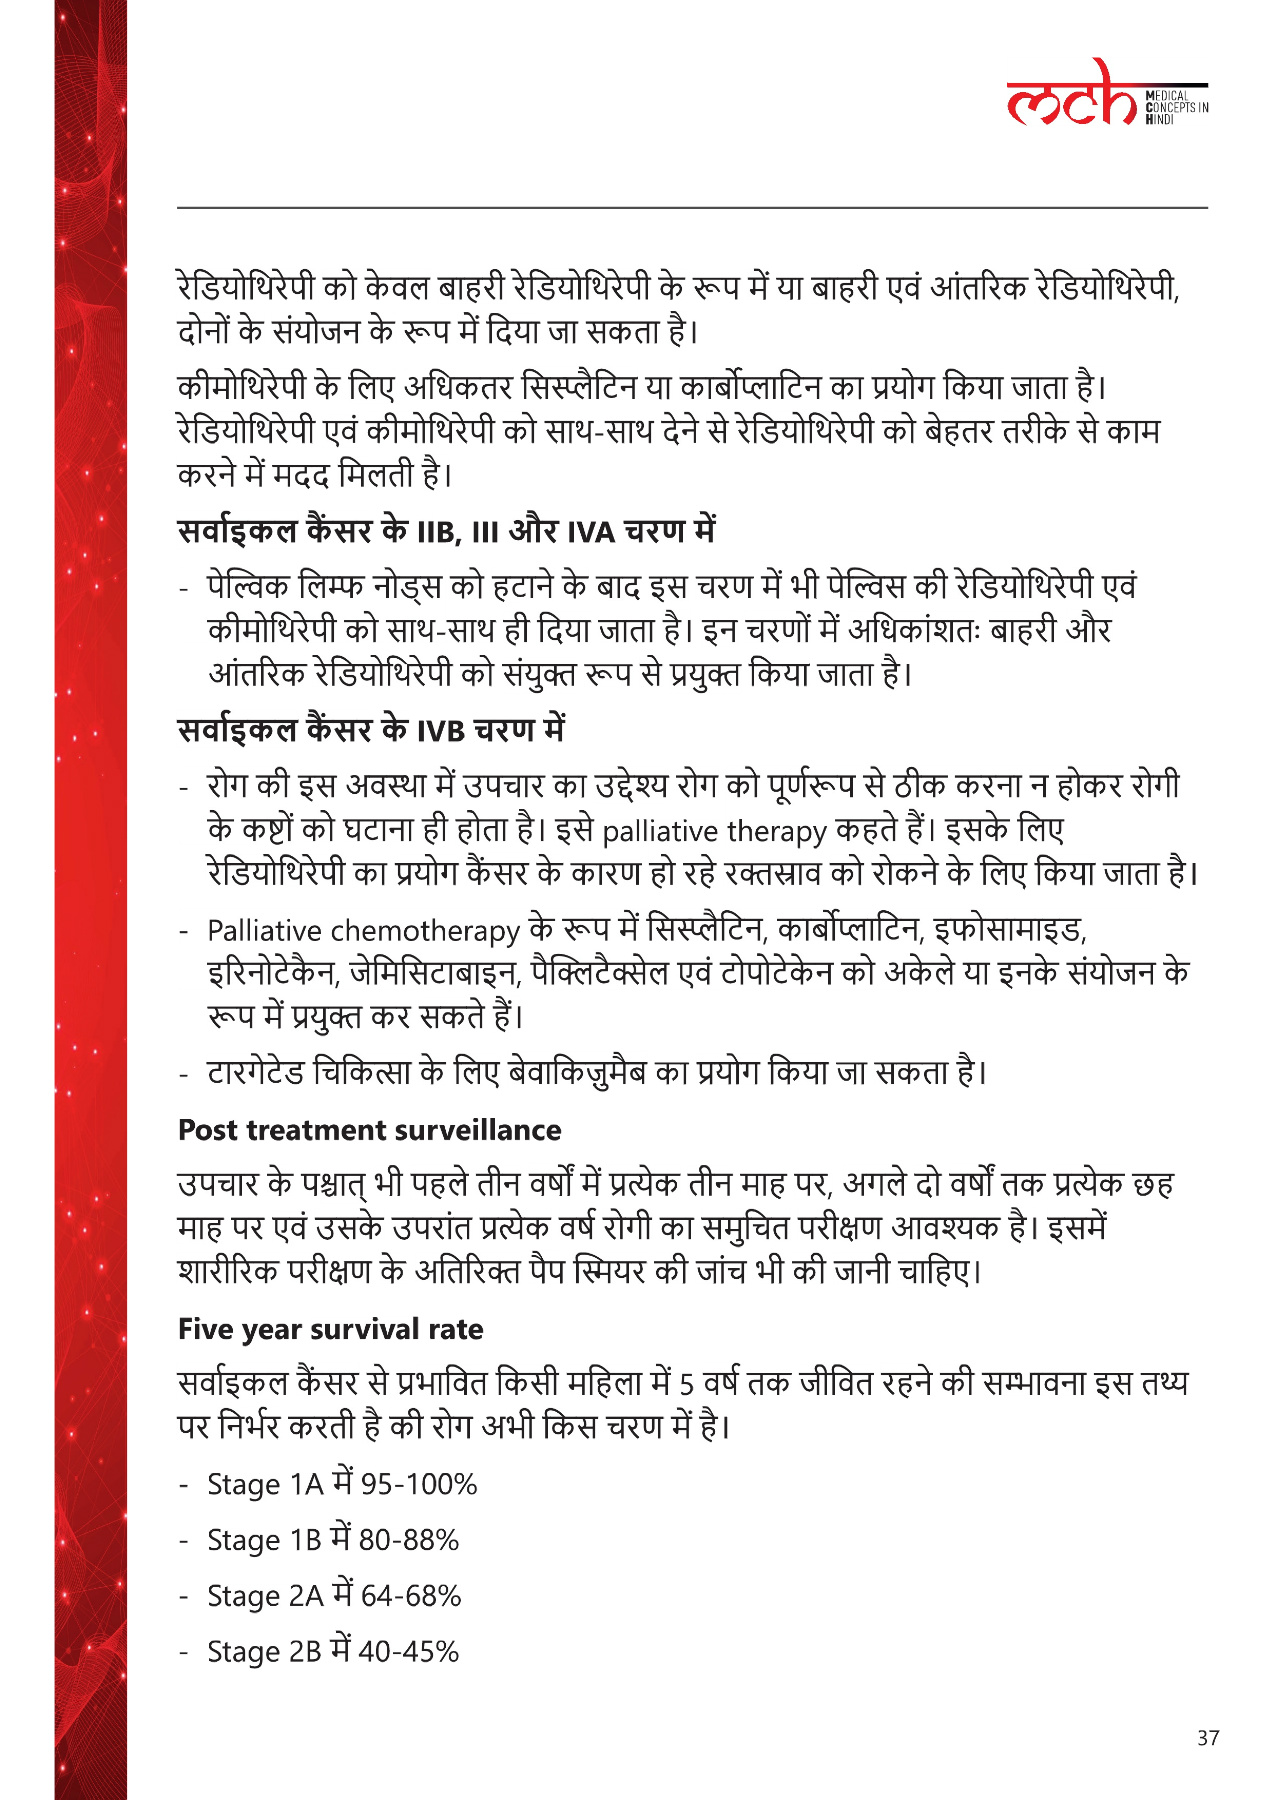 mch MEDICAL
CONCEPTS IN
HINDI
रेडियोथिरेपी को केवल बाहरी रेडियोथिरेपी के रूप में या बाहरी एवं आंतरिक रेडियोथिरेपी,
दोनों के संयोजन के रूप में दिया जा सकता है।
कीमोथिरेपी के लिए अधिकतर सिस्प्लैटिन या कार्बोप्लाटिन का प्रयोग किया जाता है।
रेडियोथिरेपी एवं कीमोथिरेपी को साथ-साथ देने से रेडियोथिरेपी को बेहतर तरीके से काम
करने में मदद मिलती है।
सर्वाइकल कैंसर के IIB, III और IVA चरण में
- पेल्विक लिम्फ नोड्स को हटाने के बाद इस चरण में भी पेल्विस की रेडियोथिरेपी एवं
कीमोथिरेपी को साथ-साथ ही दिया जाता है। इन चरणों में अधिकांशतः बाहरी और
आंतरिक रेडियोथिरेपी को संयुक्त रूप से प्रयुक्त किया जाता है।
सर्वाइकल कैंसर के IVB चरण में
- रोग की इस अवस्था में उपचार का उद्देश्य रोग को पूर्णरूप से ठीक करना न होकर रोगी
के कष्टों को घटाना ही होता है। इसे palliative therapy कहते हैं। इसके लिए
रेडियोथिरेपी का प्रयोग कैंसर के कारण हो रहे रक्तस्राव को रोकने के लिए किया जाता है।
- Palliative chemotherapy के रूप में सिस्प्लैटिन, कार्बोप्लाटिन, इफोसामाइड,
इरिनोटेकैन, जेमिसिटाबाइन, पैक्लिटैक्सेल एवं टोपोटेकेन को अकेले या इनके संयोजन के
रूप में प्रयुक्त कर सकते हैं।
- टारगेटेड चिकित्सा के लिए बेवाकिज़ुमैब का प्रयोग किया जा सकता है।
Post treatment surveillance
उपचार के पश्चात् भी पहले तीन वर्षों में प्रत्येक तीन माह पर, अगले दो वर्षों तक प्रत्येक छह
माह पर एवं उसके उपरांत प्रत्येक वर्ष रोगी का समुचित परीक्षण आवश्यक है। इसमें
शारीरिक परीक्षण के अतिरिक्त पैप स्मियर की जांच भी की जानी चाहिए।
Five year survival rate
सर्वाइकल कैंसर से प्रभावित किसी महिला में 5 वर्ष तक जीवित रहने की सम्भावना इस तथ्य
पर निर्भर करती है की रोग अभी किस चरण में है।
- Stage 1A में 95-100%
- Stage 1B में 80-88%
- Stage 2A में 64-68%
- Stage 2B में 40-45%
37